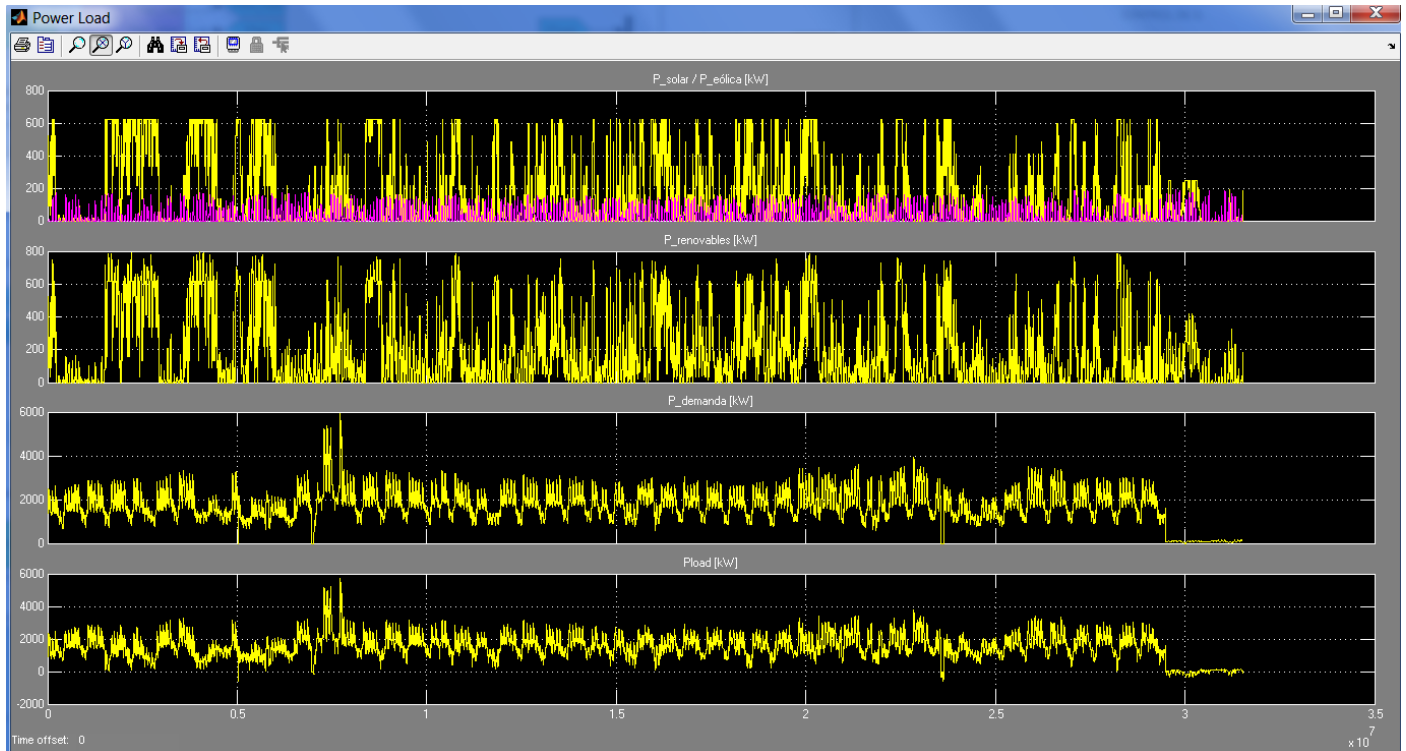 Power Load
P_solar / P_eólica [kW]
800
600
400
200
0
P_renovables [kW]
800
600
400
200
0
P_demanda [kW]
6000
4000
2000
0
Pload [kW]
6000
4000
2000
0
-2000
0 0.5 1 1.5 2 2.5 3 3.5
Time offset: 0
x 10 7